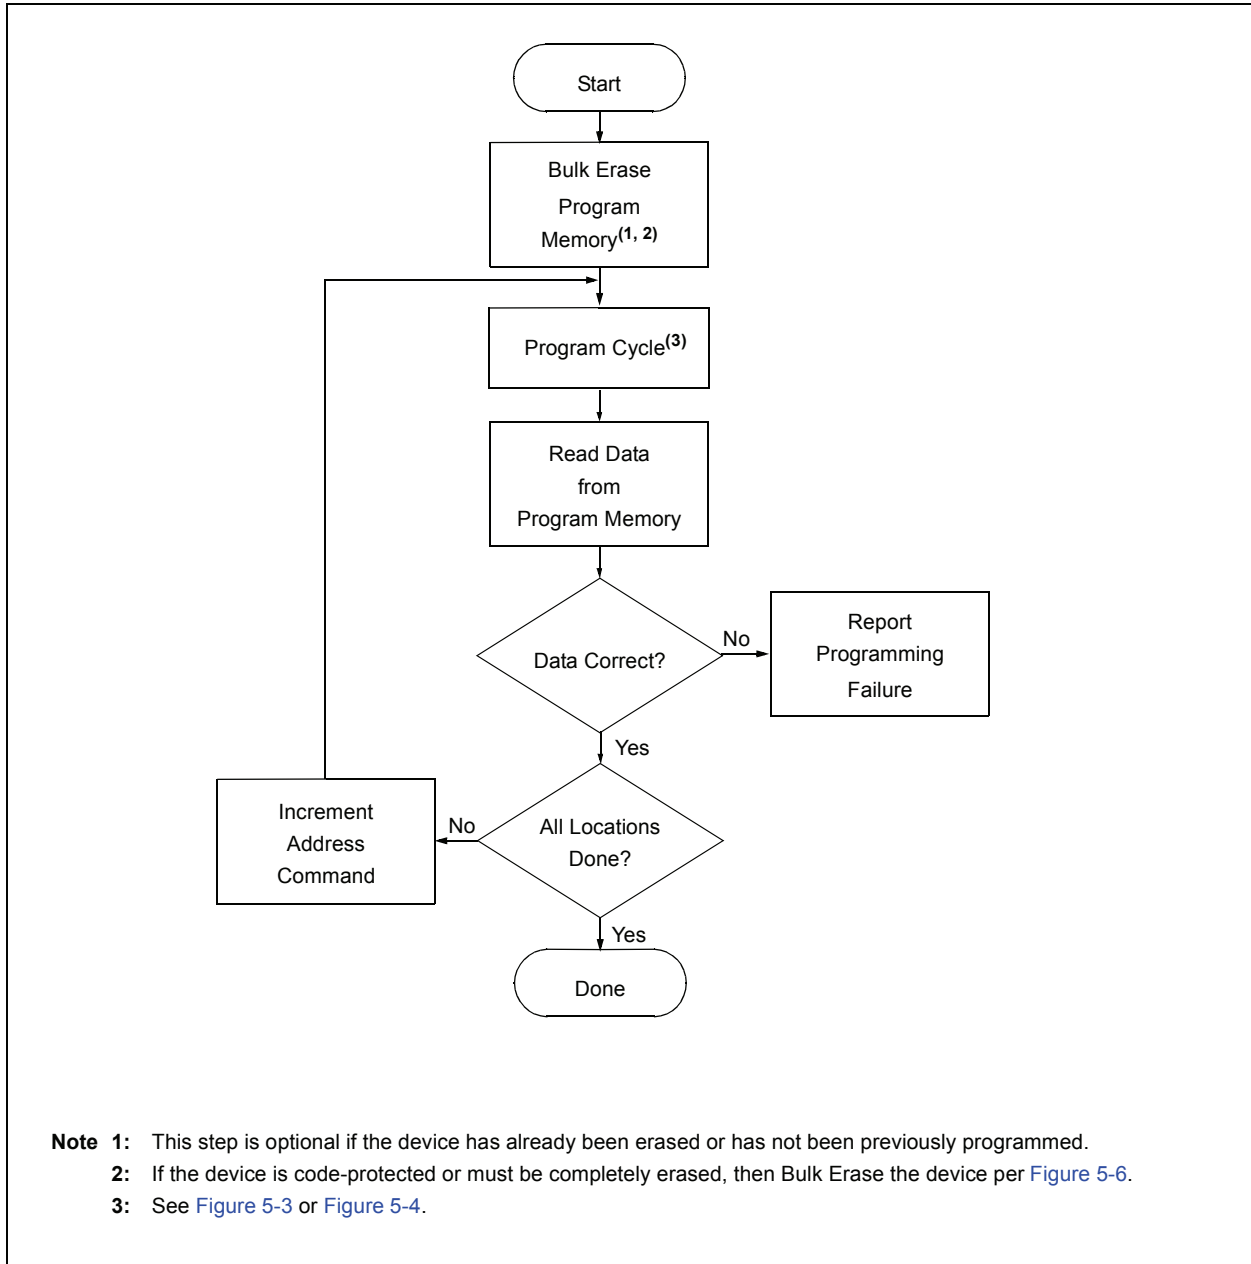 Start
Bulk Erase
Program
Memory(1, 2)
Program Cycle(3)
Read Data
from
Program Memory
Data Correct?
No
Report
Programming
Failure
Yes
All Locations
Done?
No
Increment
Address
Command
Yes
Done
Note 1: This step is optional if the device has already been erased or has not been previously programmed.
2: If the device is code-protected or must be completely erased, then Bulk Erase the device per Figure 5-6.
3: See Figure 5-3 or Figure 5-4.